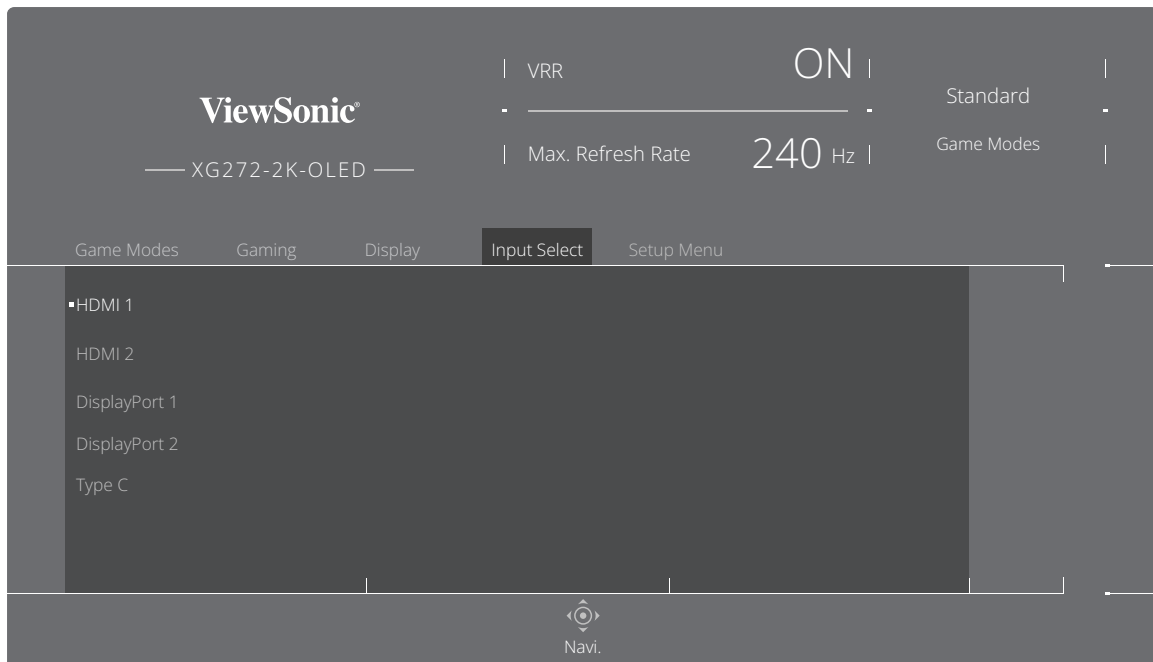 ViewSonic®
XG272-2K-OLED
VRR ON
Max. Refresh Rate 240 Hz
Standard
Game Modes
Game Modes Gaming Display Input Select Setup Menu
HDMI 1
HDMI 2
DisplayPort 1
DisplayPort 2
Type C
Navi.